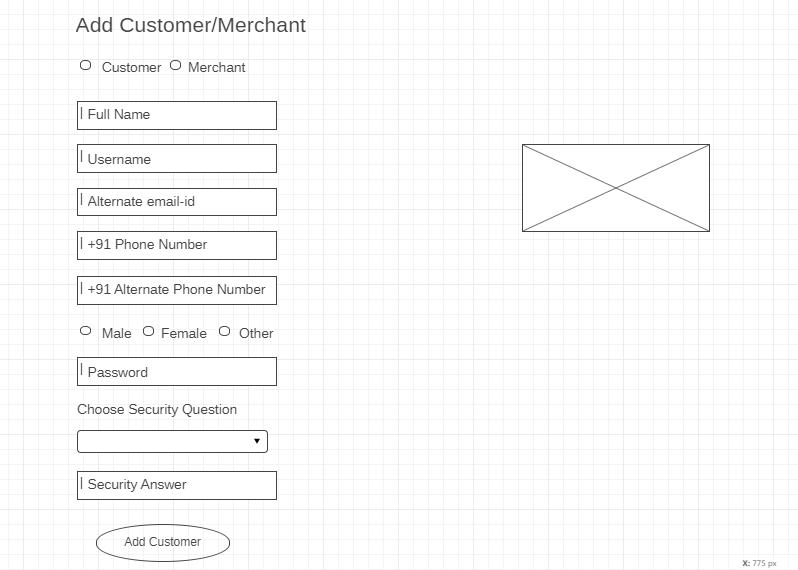 Add Customer/Merchant
Customer Merchant
Full Name
Username
Alternate email-id
+91 Phone Number
+91 Alternate Phone Number
Male Female Other
Password
Choose Security Question
Security Answer
Add Customer
X: 775 px